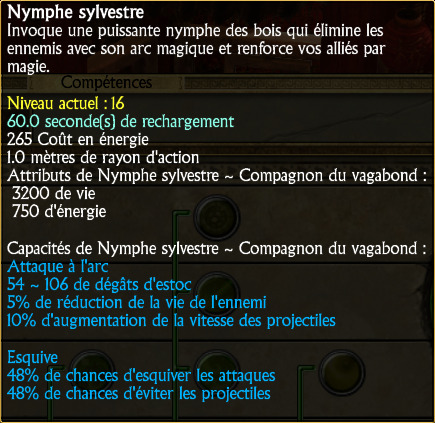 Nymphe sylvestre
Invoque une puissante nymphe des bois qui élimine les
ennemis avec son arc magique et renforce vos alliés par
magie.
Compétences
Niveau actuel : 16
60.0 seconde(s) de rechargement
265 Coût en énergie
1.0 mètres de rayon d'action
Attributs de Nymphe sylvestre ~ Compagnon du vagabond :
3200 de vie
750 d'énergie
Capacités de Nymphe sylvestre ~ Compagnon du vagabond :
Attaque à l'arc
54 ~ 106 de dégâts d'estoc
5% de réduction de la vie de l'ennemi
10% d'augmentation de la vitesse des projectiles
Esquive
48% de chances d'esquiver les attaques
48% de chances d'éviter les projectiles